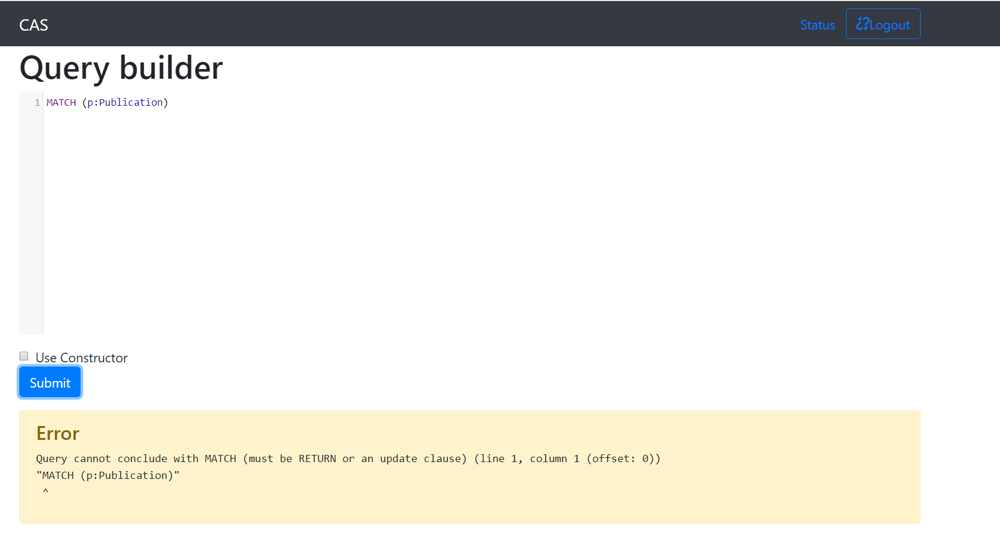 CAS
Status
Logout
Query builder
1 MATCH (p:Publication)
Use Constructor
Submit
Error
Query cannot conclude with MATCH (must be RETURN or an update clause) (line 1, column 1 (offset: 0))
"MATCH (p:Publication)"
^